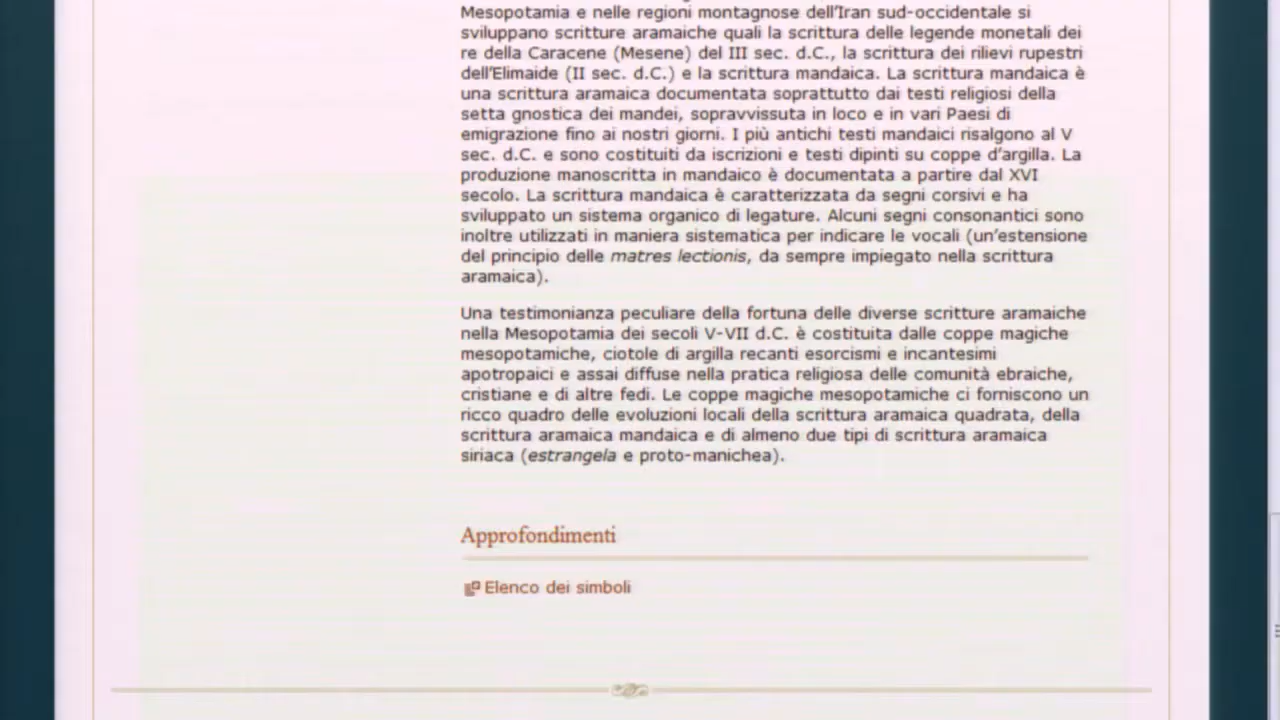 Mesopotamia e nelle regioni montagnose dell'Iran sud-occidentale si
sviluppano scritture aramaiche quali la scrittura delle legende monetali dei
re della Caracene (Mesene) del III sec. d.C., la scrittura dei rilievi rupestri
dell'Elimaide (II sec. d.C.) e la scrittura mandaica. La scrittura mandaica è
una scrittura aramaica documentata soprattutto dai testi religiosi della
setta gnostica dei mandei, sopravvissuta in loco e in vari Paesi di
emigrazione fino ai nostri giorni. I più antichi testi mandaici risalgono al V
sec. d.C. e sono costituiti da iscrizioni e testi dipinti su coppe d'argilla. La
produzione manoscritta in mandaico è documentata a partire dal XVI
secolo. La scrittura mandaica è caratterizzata da segni corsivi e ha
sviluppato un sistema organico di legature. Alcuni segni consonantici sono
inoltre utilizzati in maniera sistematica per indicare le vocali (un'estensione
del principio delle matres lectionis, da sempre impiegato nella scrittura
aramaica).
Una testimonianza peculiare della fortuna delle diverse scritture aramaiche
nella Mesopotamia dei secoli V-VII d.C. è costituita dalle coppe magiche
mesopotamiche, ciotole di argilla recanti esorcismi e incantesimi
apotropaici e assai diffuse nella pratica religiosa delle comunità ebraiche,
cristiane e di altre fedi. Le coppe magiche mesopotamiche ci forniscono un
ricco quadro delle evoluzioni locali della scrittura aramaica quadrata, della
scrittura aramaica mandaica e di almeno due tipi di scrittura aramaica
siriaca (estrangela e proto-manichea).
Approfondimenti
Elenco dei simboli